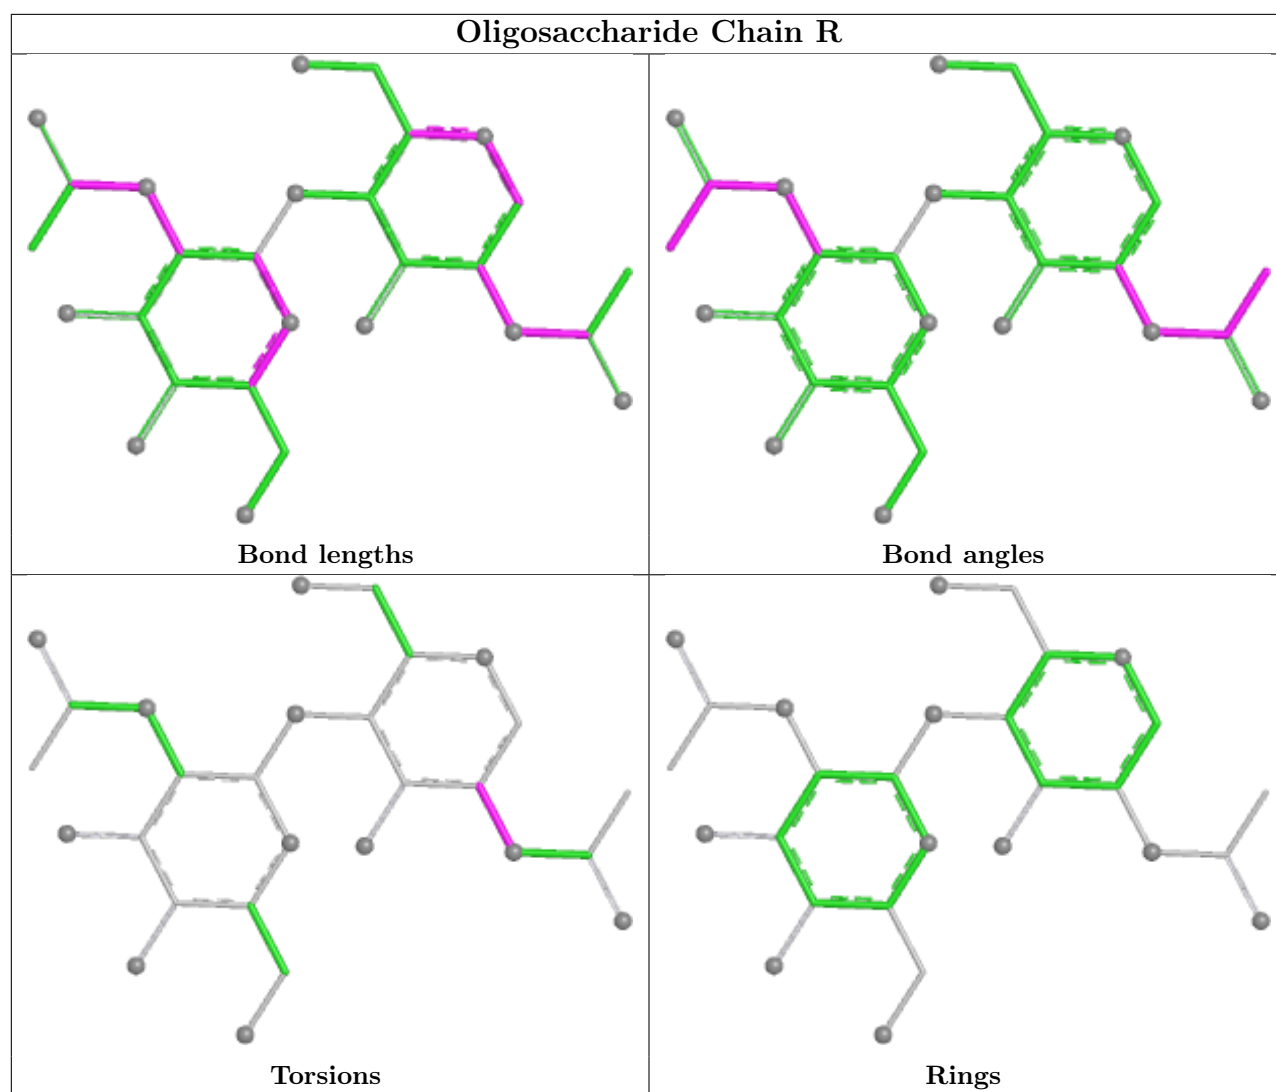 Oligosaccharide Chain R
Bond lengths
Bond angles
Torsions
Rings